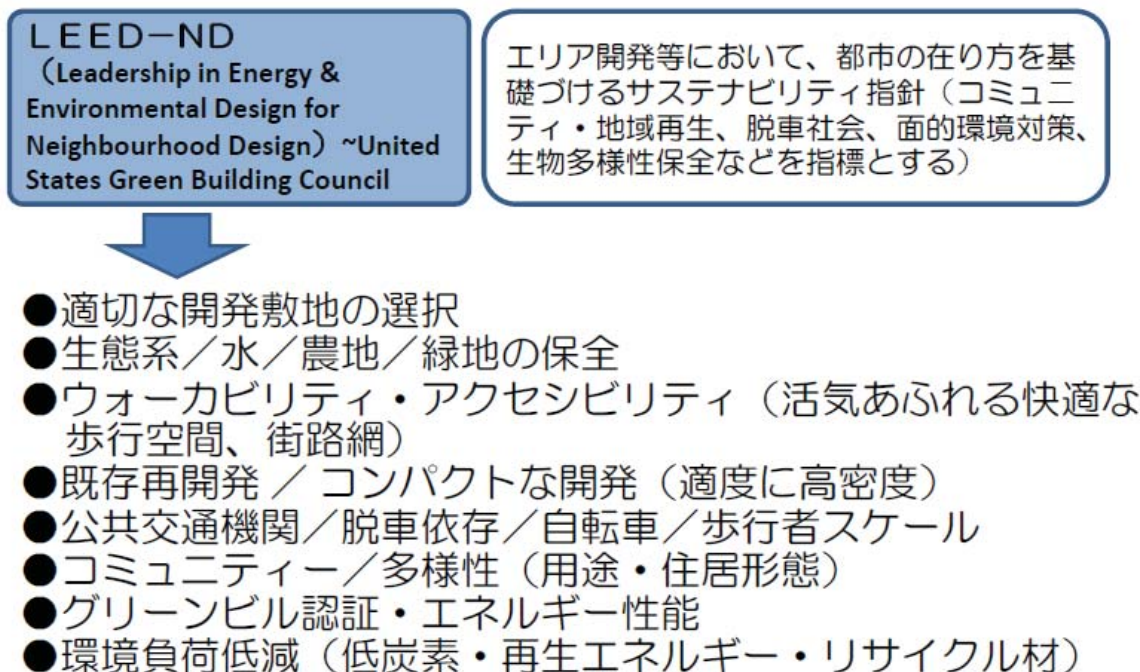 LEED−ND
（Leadership in Energy &
Environmental Design for
Neighbourhood Design）~United
States Green Building Council
エリア開発等において、都市の在り方を基
礎づけるサステナビリティ指針（コミュニ
ティ・地域再生、脱車社会、面的環境対策、
生物多様性保全などを指標とする）
●適切な開発敷地の選択
●生態系／水／農地／緑地の保全
●ウォーカビリティ・アクセシビリティ（活気あふれる快適な
歩行空間、街路網）
●既存再開発／コンパクトな開発（適度に高密度）
●公共交通機関／脱車依存／自転車／歩行者スケール
●コミュニティー／多様性（用途・住居形態）
●グリーンビル認証・エネルギー性能
●環境負荷低減（低炭素・再生エネルギー・リサイクル材）